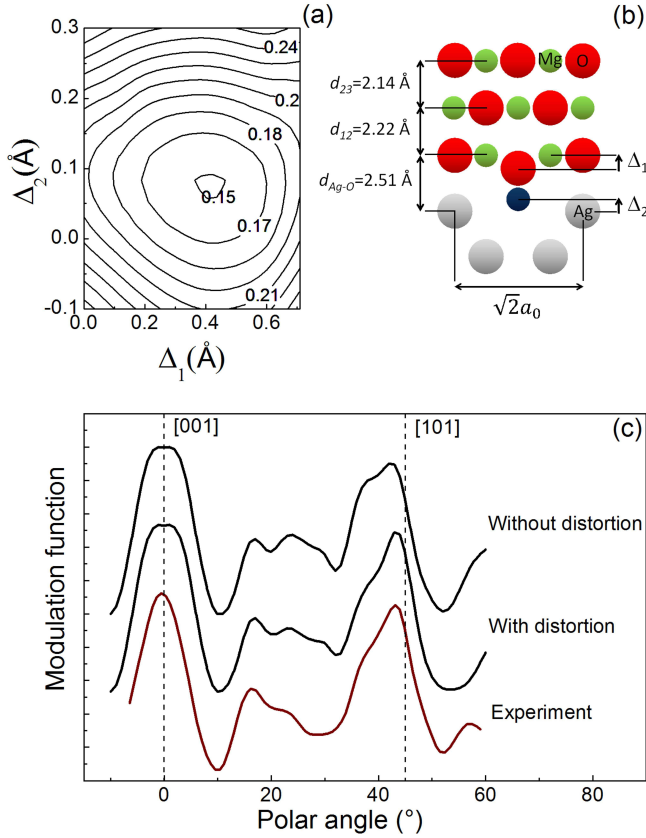 (a)
0.3
0.2
0.1
0.0
-0.1
Δ2(Å)
0.24
0.2
0.18
0.15
0.17
0.21
0.0 0.2 0.4 0.6
Δ1(Å)
(b)
Mg O
d23=2.14 Å
d12=2.22 Å
dAg-O=2.51 Å
Δ1
Ag
Δ2
√2a0
(c)
[001] [101]
Modulation function
Without distortion
With distortion
Experiment
0 20 40 60 80
Polar angle (°)